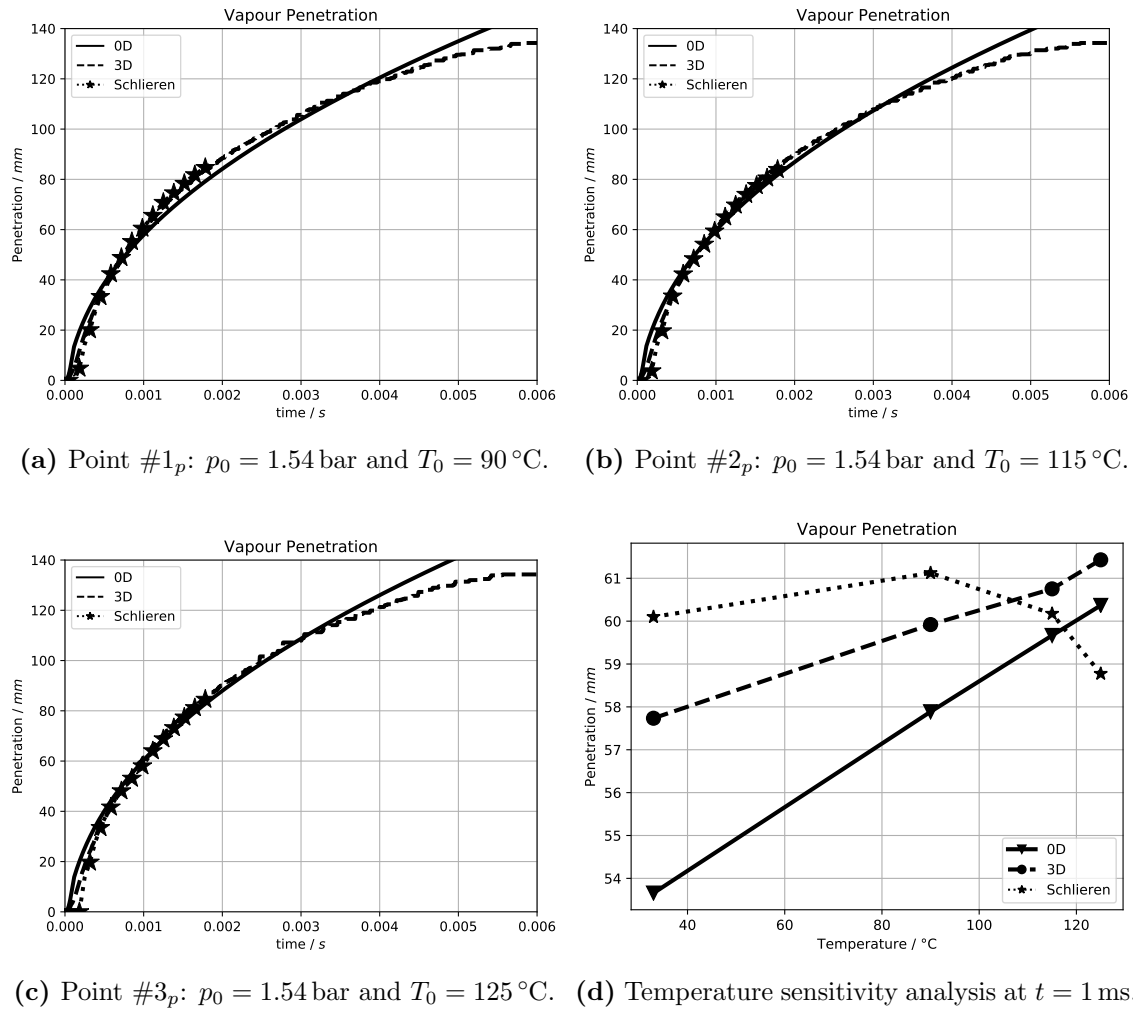 Vapour Penetration
140
120
100
80
60
40
20
0
Penetration / mm
0D
3D
Schlieren
0.000 0.001 0.002 0.003 0.004 0.005 0.006
time / s
(a) Point #1p: p0 = 1.54 bar and T0 = 90 °C.
Vapour Penetration
140
120
100
80
60
40
20
0
Penetration / mm
0D
3D
Schlieren
0.000 0.001 0.002 0.003 0.004 0.005 0.006
time / s
(b) Point #2p: p0 = 1.54 bar and T0 = 115 °C.
Vapour Penetration
140
120
100
80
60
40
20
0
Penetration / mm
0D
3D
Schlieren
0.000 0.001 0.002 0.003 0.004 0.005 0.006
time / s
(c) Point #3p: p0 = 1.54 bar and T0 = 125 °C.
Vapour Penetration
61
60
59
58
57
56
55
54
Penetration / mm
0D
3D
Schlieren
40 60 80 100 120
Temperature / °C
(d) Temperature sensitivity analysis at t = 1 ms.